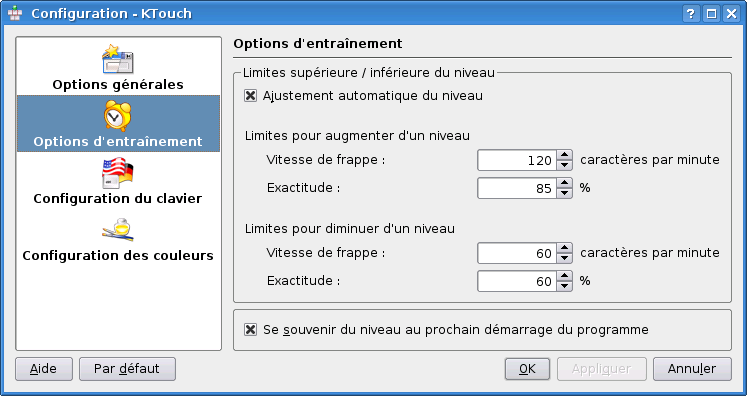 Configuration - KTouch
Options générales
Options d'entraînement
Configuration du clavier
Configuration des couleurs
Options d'entraînement
Limites supérieure / inférieure du niveau
Ajustement automatique du niveau
Limites pour augmenter d'un niveau
Vitesse de frappe : 120 caractères par minute
Exactitude : 85 %
Limites pour diminuer d'un niveau
Vitesse de frappe : 60 caractères par minute
Exactitude : 60 %
Se souvenir du niveau au prochain démarrage du programme
Aide Par défaut OK Appliquer Annuler